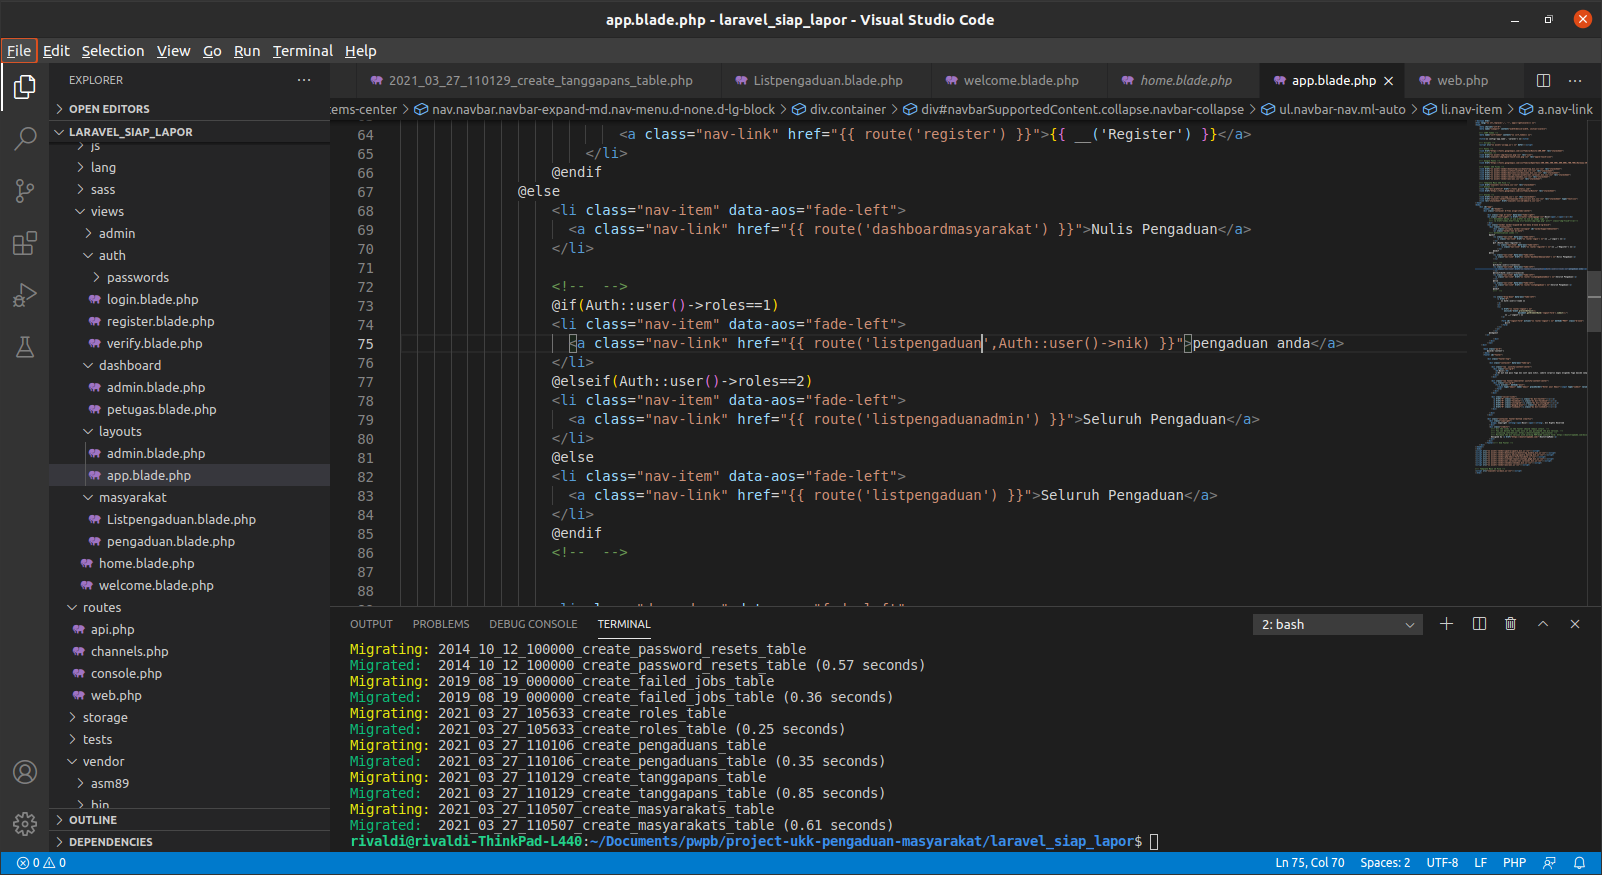 app.blade.php - laravel_siap_lapor - Visual Studio Code
File Edit Selection View Go Run Terminal Help
EXPLORER ···
2021_03_27_110129_create_tanggapans_table.php Listpengaduan.blade.php welcome.blade.php home.blade.php app.blade.php web.php ···
ems-center > nav.navbar.navbar-expand-md.nav-menu.d-none.d-lg-block > div.container > div#navbarSupportedContent.collapse.navbar-collapse > ul.navbar-nav.ml-auto > li.nav-item > a.nav-link
OPEN EDITORS
LARAVEL_SIAP_LAPOR
js
lang
sass
views
admin
auth
passwords
login.blade.php
register.blade.php
verify.blade.php
dashboard
admin.blade.php
petugas.blade.php
layouts
admin.blade.php
app.blade.php
masyarakat
Listpengaduan.blade.php
pengaduan.blade.php
home.blade.php
welcome.blade.php
routes
api.php
channels.php
console.php
web.php
storage
tests
vendor
asm89
bin
OUTLINE
DEPENDENCIES
64 <a class="nav-link" href="{{ route('register') }}">{{ __('Register') }}</a>
65 </li>
66 @endif
67 @else
68 <li class="nav-item" data-aos="fade-left">
69 <a class="nav-link" href="{{ route('dashboardmasyarakat') }}">Nulis Pengaduan</a>
70 </li>
71
72 <!--  -->
73 @if(Auth::user()->roles==1)
74 <li class="nav-item" data-aos="fade-left">
75 <a class="nav-link" href="{{ route('listpengaduan',Auth::user()->nik) }}">pengaduan anda</a>
76 </li>
77 @elseif(Auth::user()->roles==2)
78 <li class="nav-item" data-aos="fade-left">
79 <a class="nav-link" href="{{ route('listpengaduanadmin') }}">Seluruh Pengaduan</a>
80 </li>
81 @else
82 <li class="nav-item" data-aos="fade-left">
83 <a class="nav-link" href="{{ route('listpengaduan') }}">Seluruh Pengaduan</a>
84 </li>
85 @endif
86 <!--  -->
87
88
OUTPUT PROBLEMS DEBUG CONSOLE TERMINAL 2: bash
Migrating: 2014_10_12_100000_create_password_resets_table
Migrated: 2014_10_12_100000_create_password_resets_table (0.57 seconds)
Migrating: 2019_08_19_000000_create_failed_jobs_table
Migrated: 2019_08_19_000000_create_failed_jobs_table (0.36 seconds)
Migrating: 2021_03_27_105633_create_roles_table
Migrated: 2021_03_27_105633_create_roles_table (0.25 seconds)
Migrating: 2021_03_27_110106_create_pengaduans_table
Migrated: 2021_03_27_110106_create_pengaduans_table (0.35 seconds)
Migrating: 2021_03_27_110129_create_tanggapans_table
Migrated: 2021_03_27_110129_create_tanggapans_table (0.85 seconds)
Migrating: 2021_03_27_110507_create_masyarakats_table
Migrated: 2021_03_27_110507_create_masyarakats_table (0.61 seconds)
rivaldi@rivaldi-ThinkPad-L440:~/Documents/pwpb/project-ukk-pengaduan-masyarakat/laravel_siap_lapor$
0 0 Ln 75, Col 70 Spaces: 2 UTF-8 LF PHP